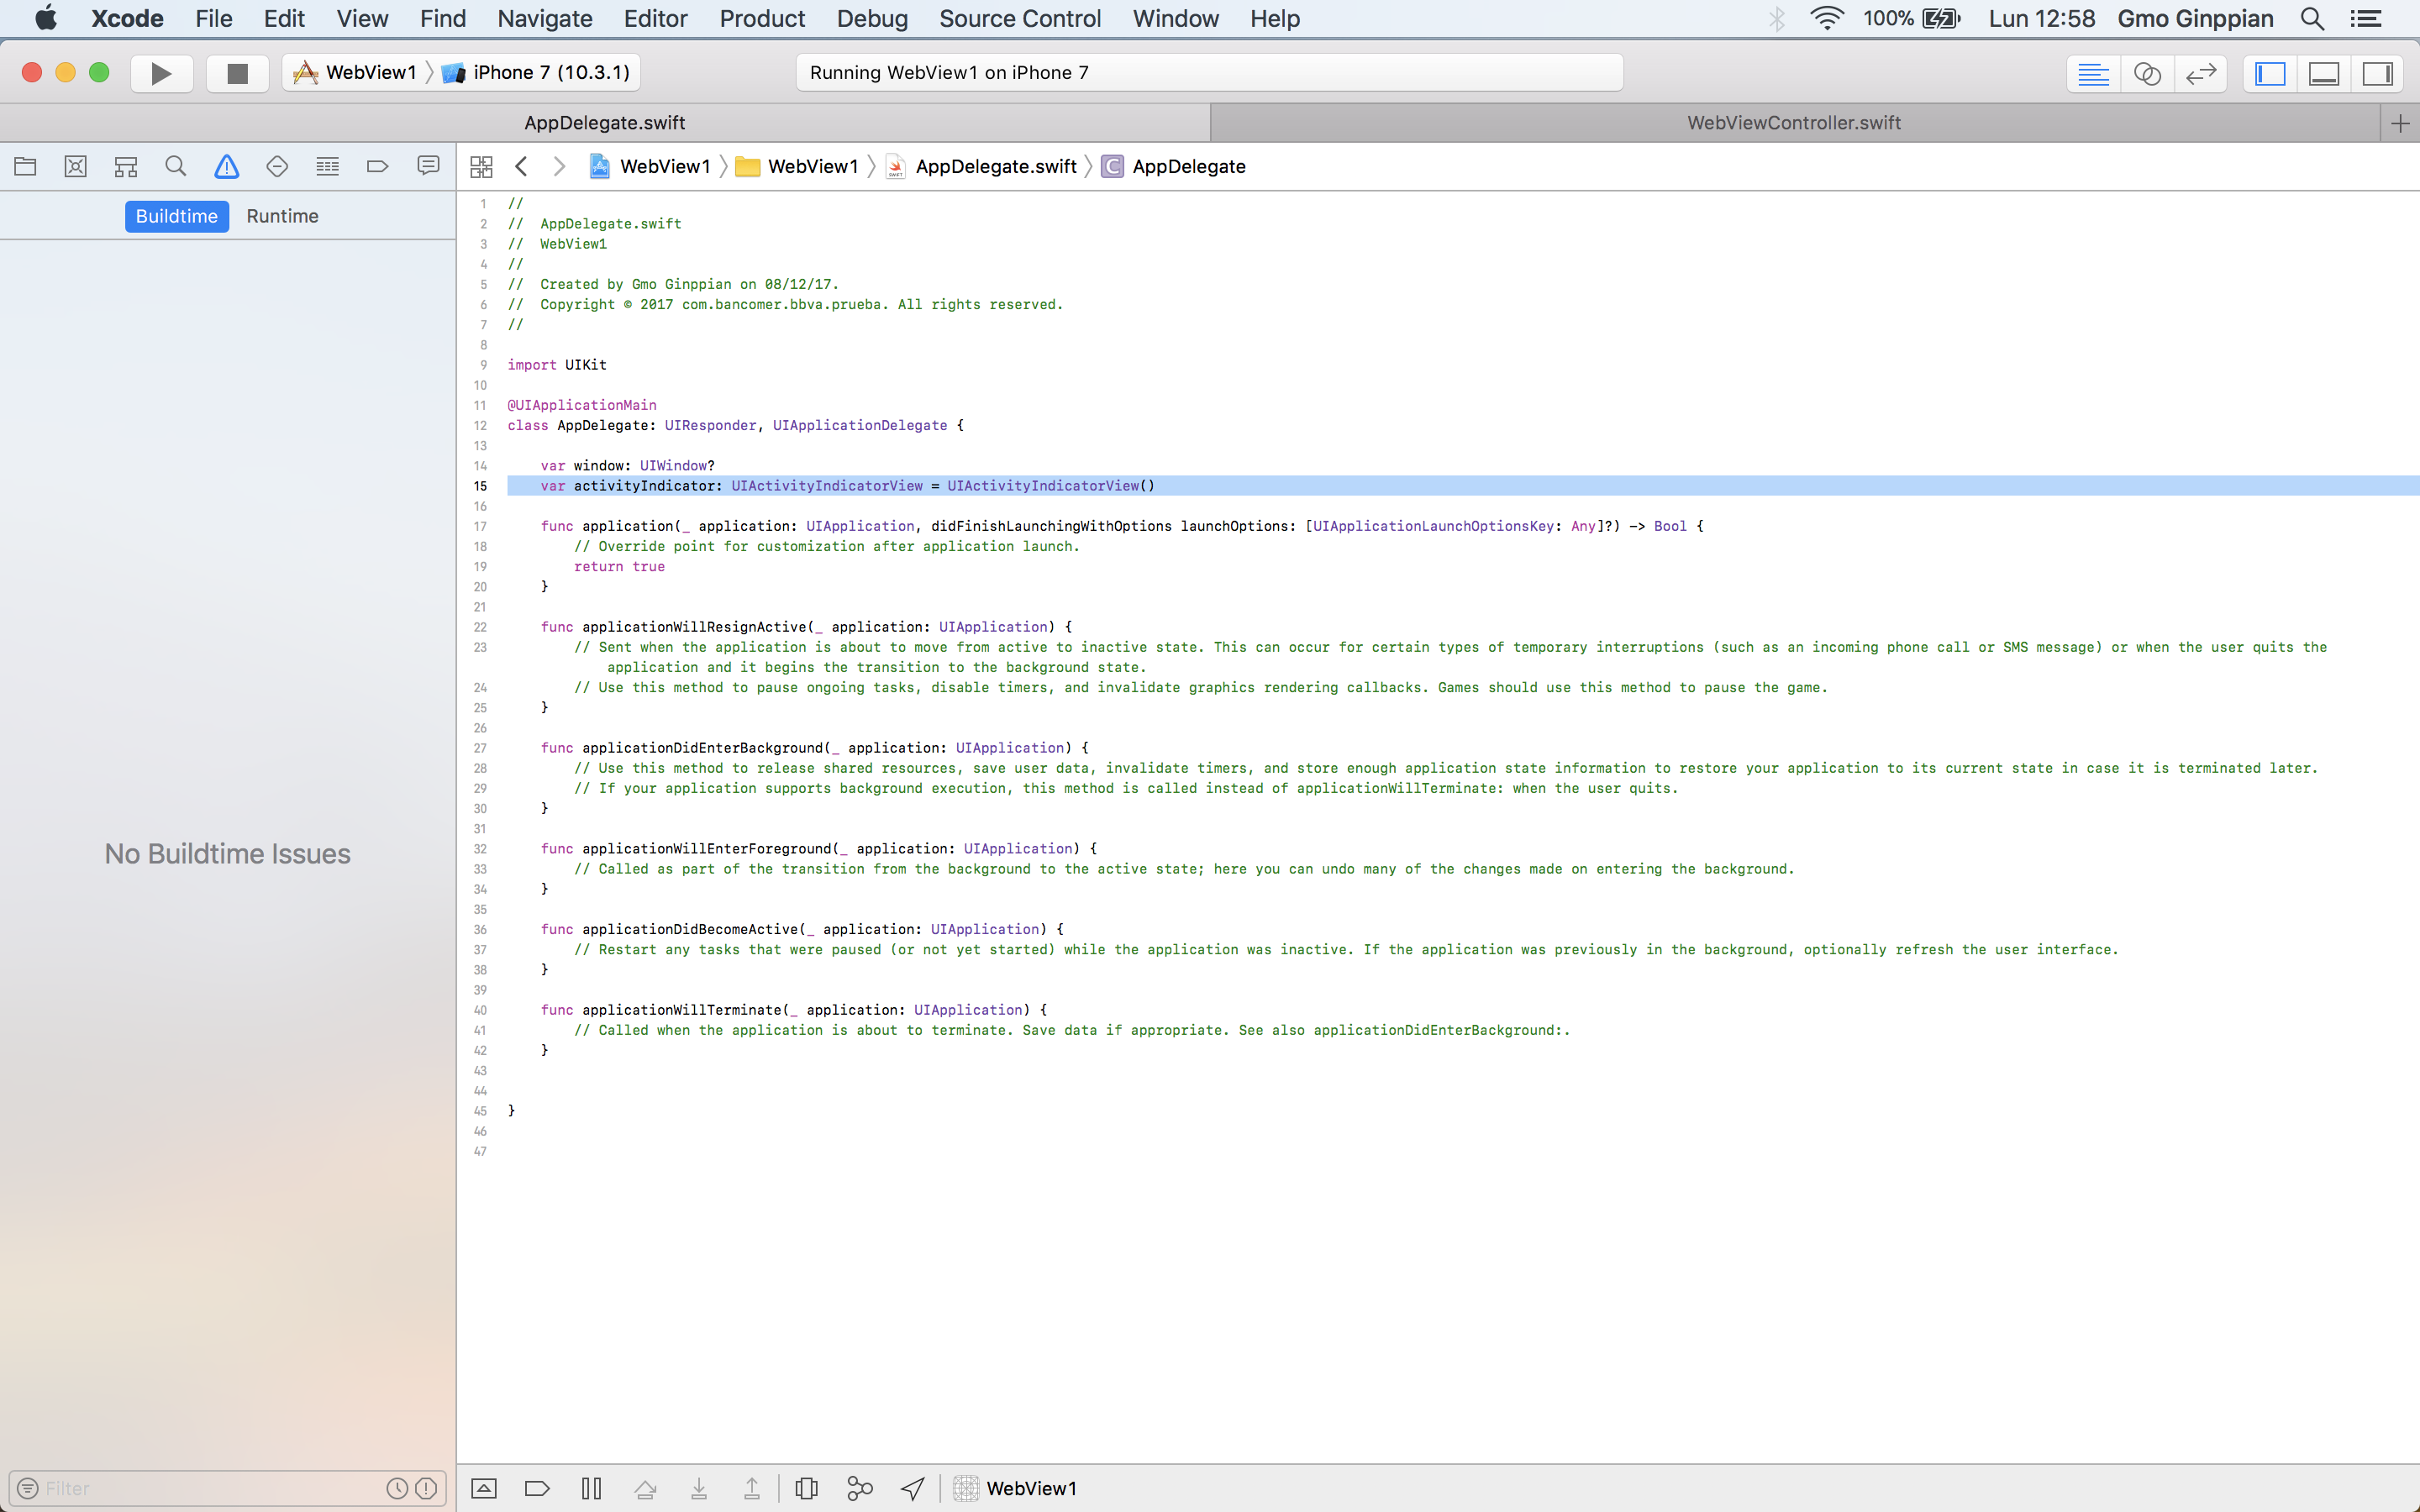 Xcode File Edit View Find Navigate Editor Product Debug Source Control Window Help 100% Lun 12:58 Gmo Ginppian
WebView1 iPhone 7 (10.3.1) Running WebView1 on iPhone 7
AppDelegate.swift WebViewController.swift
WebView1 WebView1 AppDelegate.swift C AppDelegate
Buildtime Runtime
No Buildtime Issues
1 //
2 //  AppDelegate.swift
3 //  WebView1
4 //
5 //  Created by Gmo Ginppian on 08/12/17.
6 //  Copyright © 2017 com.bancomer.bbva.prueba. All rights reserved.
7 //
8
9 import UIKit
10
11 @UIApplicationMain
12 class AppDelegate: UIResponder, UIApplicationDelegate {
13
14     var window: UIWindow?
15     var activityIndicator: UIActivityIndicatorView = UIActivityIndicatorView()
16
17     func application(_ application: UIApplication, didFinishLaunchingWithOptions launchOptions: [UIApplicationLaunchOptionsKey: Any]?) -> Bool {
18         // Override point for customization after application launch.
19         return true
20     }
21
22     func applicationWillResignActive(_ application: UIApplication) {
23         // Sent when the application is about to move from active to inactive state. This can occur for certain types of temporary interruptions (such as an incoming phone call or SMS message) or when the user quits the
application and it begins the transition to the background state.
24         // Use this method to pause ongoing tasks, disable timers, and invalidate graphics rendering callbacks. Games should use this method to pause the game.
25     }
26
27     func applicationDidEnterBackground(_ application: UIApplication) {
28         // Use this method to release shared resources, save user data, invalidate timers, and store enough application state information to restore your application to its current state in case it is terminated later.
29         // If your application supports background execution, this method is called instead of applicationWillTerminate: when the user quits.
30     }
31
32     func applicationWillEnterForeground(_ application: UIApplication) {
33         // Called as part of the transition from the background to the active state; here you can undo many of the changes made on entering the background.
34     }
35
36     func applicationDidBecomeActive(_ application: UIApplication) {
37         // Restart any tasks that were paused (or not yet started) while the application was inactive. If the application was previously in the background, optionally refresh the user interface.
38     }
39
40     func applicationWillTerminate(_ application: UIApplication) {
41         // Called when the application is about to terminate. Save data if appropriate. See also applicationDidEnterBackground:.
42     }
43
44
45 }
46
47
Filter WebView1